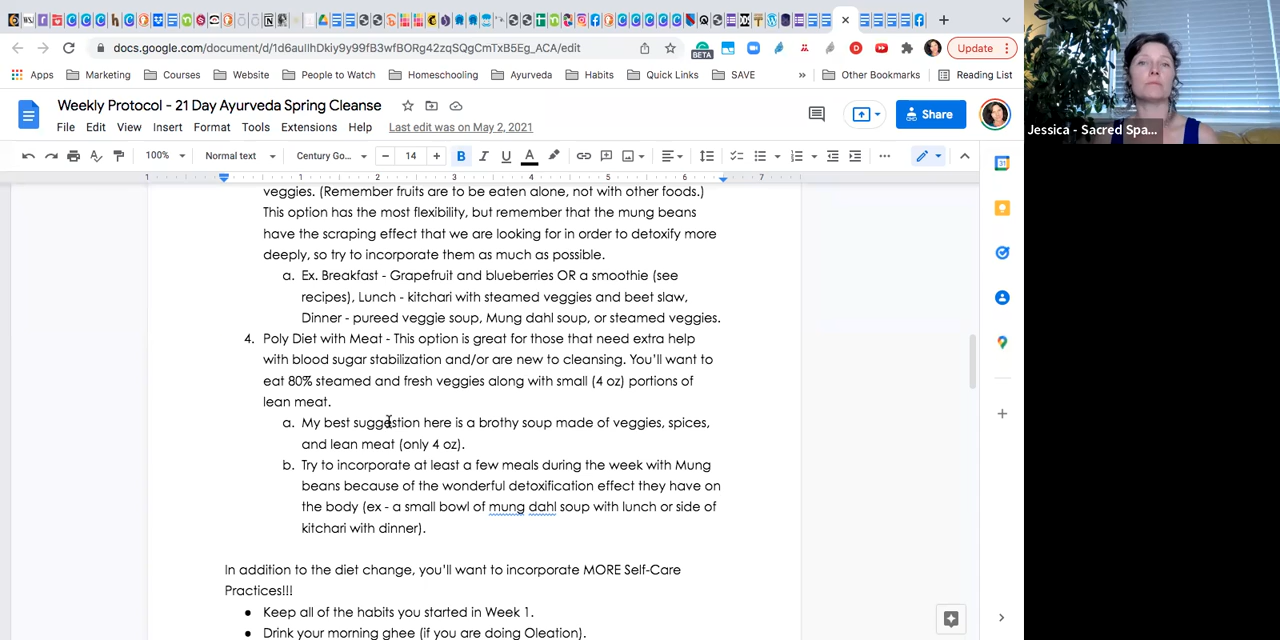 docs.google.com/document/d/1d6auIIhDkiy9y99fB3wfBORg42zqSQgCmTxB5Eg_ACA/edit
BETA
Update
Apps
Marketing
Courses
Website
People to Watch
Homeschooling
Ayurveda
Habits
Quick Links
SAVE
»
Other Bookmarks
Reading List
Weekly Protocol - 21 Day Ayurveda Spring Cleanse
File Edit View Insert Format Tools Extensions Help Last edit was on May 2, 2021
Share
100% Normal text Century Go... − 14 + B I U A
1 1 2 3 4 5 6 7
veggies. (Remember fruits are to be eaten alone, not with other foods.)
This option has the most flexibility, but remember that the mung beans
have the scraping effect that we are looking for in order to detoxify more
deeply, so try to incorporate them as much as possible.
a. Ex. Breakfast - Grapefruit and blueberries OR a smoothie (see
recipes), Lunch - kitchari with steamed veggies and beet slaw,
Dinner - pureed veggie soup, Mung dahl soup, or steamed veggies.
4. Poly Diet with Meat - This option is great for those that need extra help
with blood sugar stabilization and/or are new to cleansing. You'll want to
eat 80% steamed and fresh veggies along with small (4 oz) portions of
lean meat.
a. My best suggestion here is a brothy soup made of veggies, spices,
and lean meat (only 4 oz).
b. Try to incorporate at least a few meals during the week with Mung
beans because of the wonderful detoxification effect they have on
the body (ex - a small bowl of mung dahl soup with lunch or side of
kitchari with dinner).
In addition to the diet change, you'll want to incorporate MORE Self-Care
Practices!!!
● Keep all of the habits you started in Week 1.
● Drink your morning ghee (if you are doing Oleation).
Jessica - Sacred Spa...
31